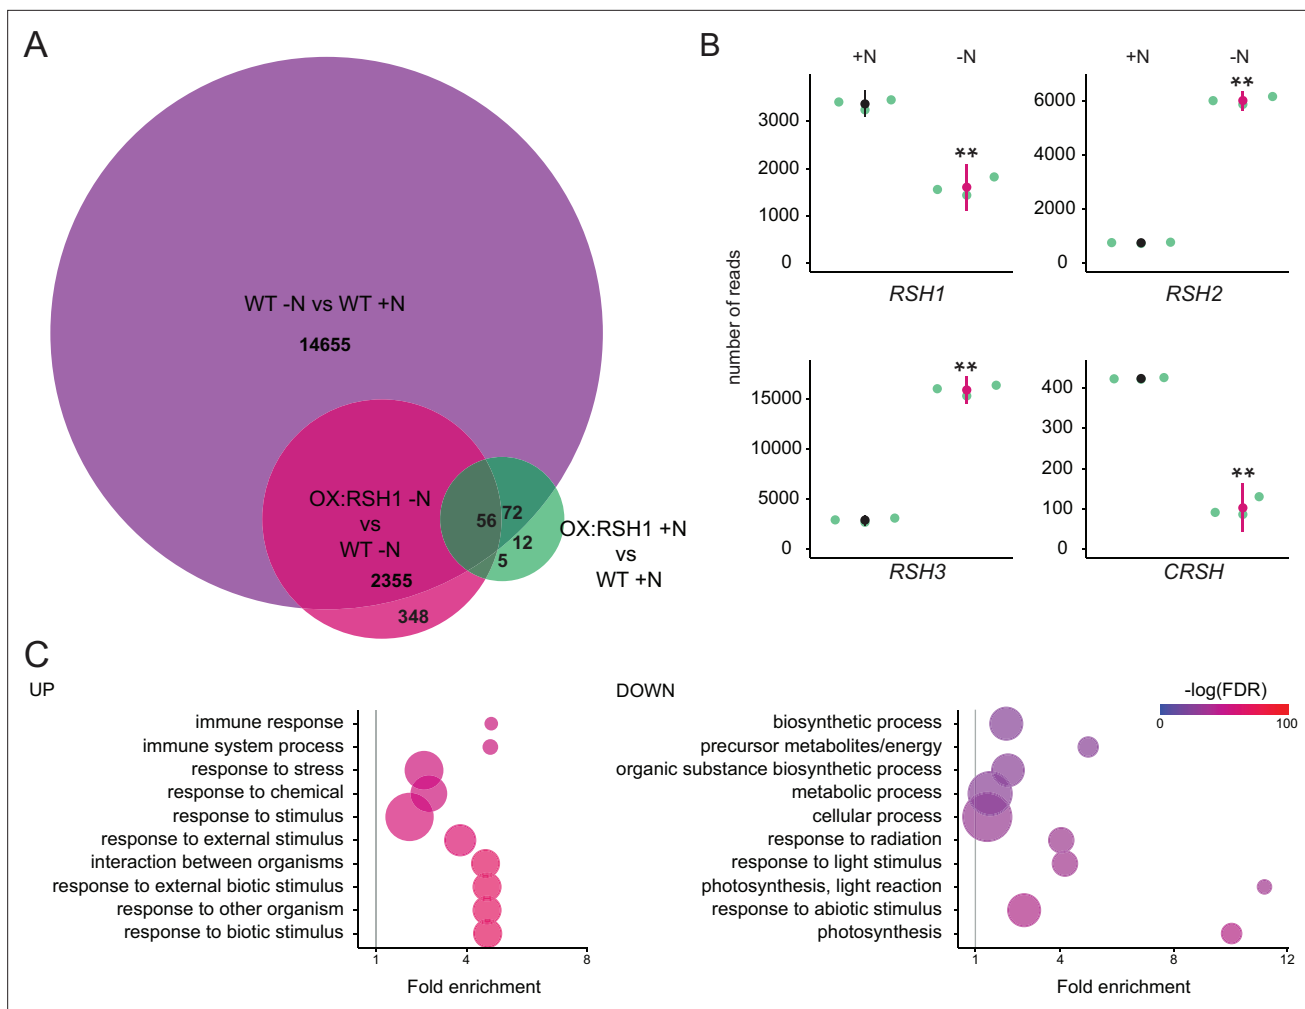 A
WT -N vs WT +N
14655
OX:RSH1 -N
vs
WT -N
2355
348
56
72
12
5
OX:RSH1 +N
vs
WT +N
B
+N
-N
+N
-N
number of reads
3000
2000
1000
0
**
RSH1
6000
4000
2000
0
**
RSH2
15000
10000
5000
0
**
RSH3
400
300
200
100
0
**
CRSH
C
UP
immune response
immune system process
response to stress
response to chemical
response to stimulus
response to external stimulus
interaction between organisms
response to external biotic stimulus
response to other organism
response to biotic stimulus
1 4 8
Fold enrichment
DOWN
-log(FDR)
0 100
biosynthetic process
precursor metabolites/energy
organic substance biosynthetic process
metabolic process
cellular process
response to radiation
response to light stimulus
photosynthesis, light reaction
response to abiotic stimulus
photosynthesis
1 4 8 12
Fold enrichment